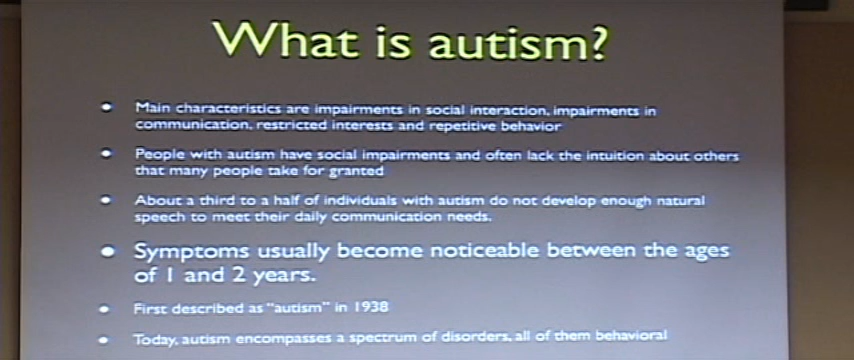 What is autism?
Main characteristics are impairments in social interaction, impairments in
communication, restricted interests and repetitive behavior
People with autism have social impairments and often lack the intuition about others
that many people take for granted
About a third to a half of individuals with autism do not develop enough natural
speech to meet their daily communication needs.
Symptoms usually become noticeable between the ages
of 1 and 2 years.
First described as "autism" in 1938
Today, autism encompasses a spectrum of disorders, all of them behavioral